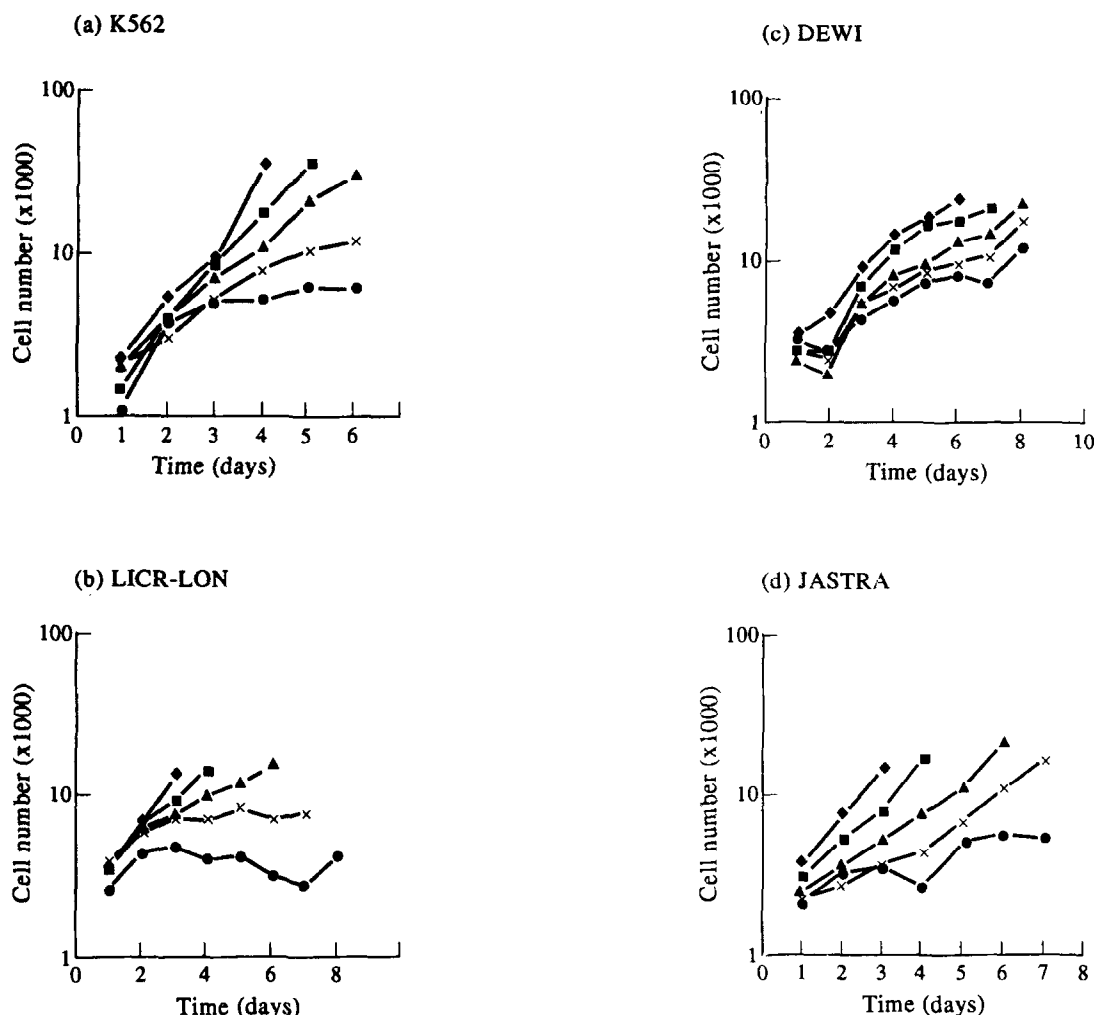 (a) K562
100
10
1
Cell number (x1000)
0 1 2 3 4 5 6
Time (days)
(c) DEWI
100
10
1
Cell number (x1000)
0 2 4 6 8 10
Time (days)
(b) LICR-LON
100
10
1
Cell number (x1000)
0 2 4 6 8
Time (days)
(d) JASTRA
100
10
1
Cell number (x1000)
0 1 2 3 4 5 6 7 8
Time (days)